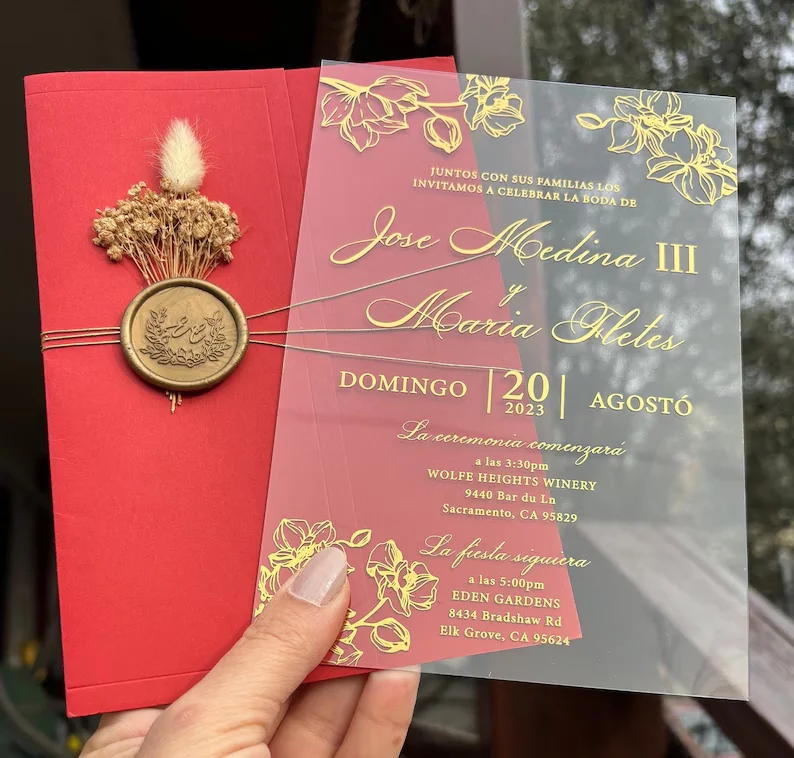 JUNTOS CON SUS FAMILIAS LOS
INVITAMOS A CELEBRAR LA BODA DE
Jose Medina III
y
Maria Fletes
DOMINGO | 20 | AGOSTÓ
2023
La ceremonia comenzará
a las 3:30pm
WOLFE HEIGHTS WINERY
9440 Bar du Ln
Sacramento, CA 95829
La fiesta siguiera
a las 5:00pm
EDEN GARDENS
8434 Bradshaw Rd
Elk Grove, CA 95624